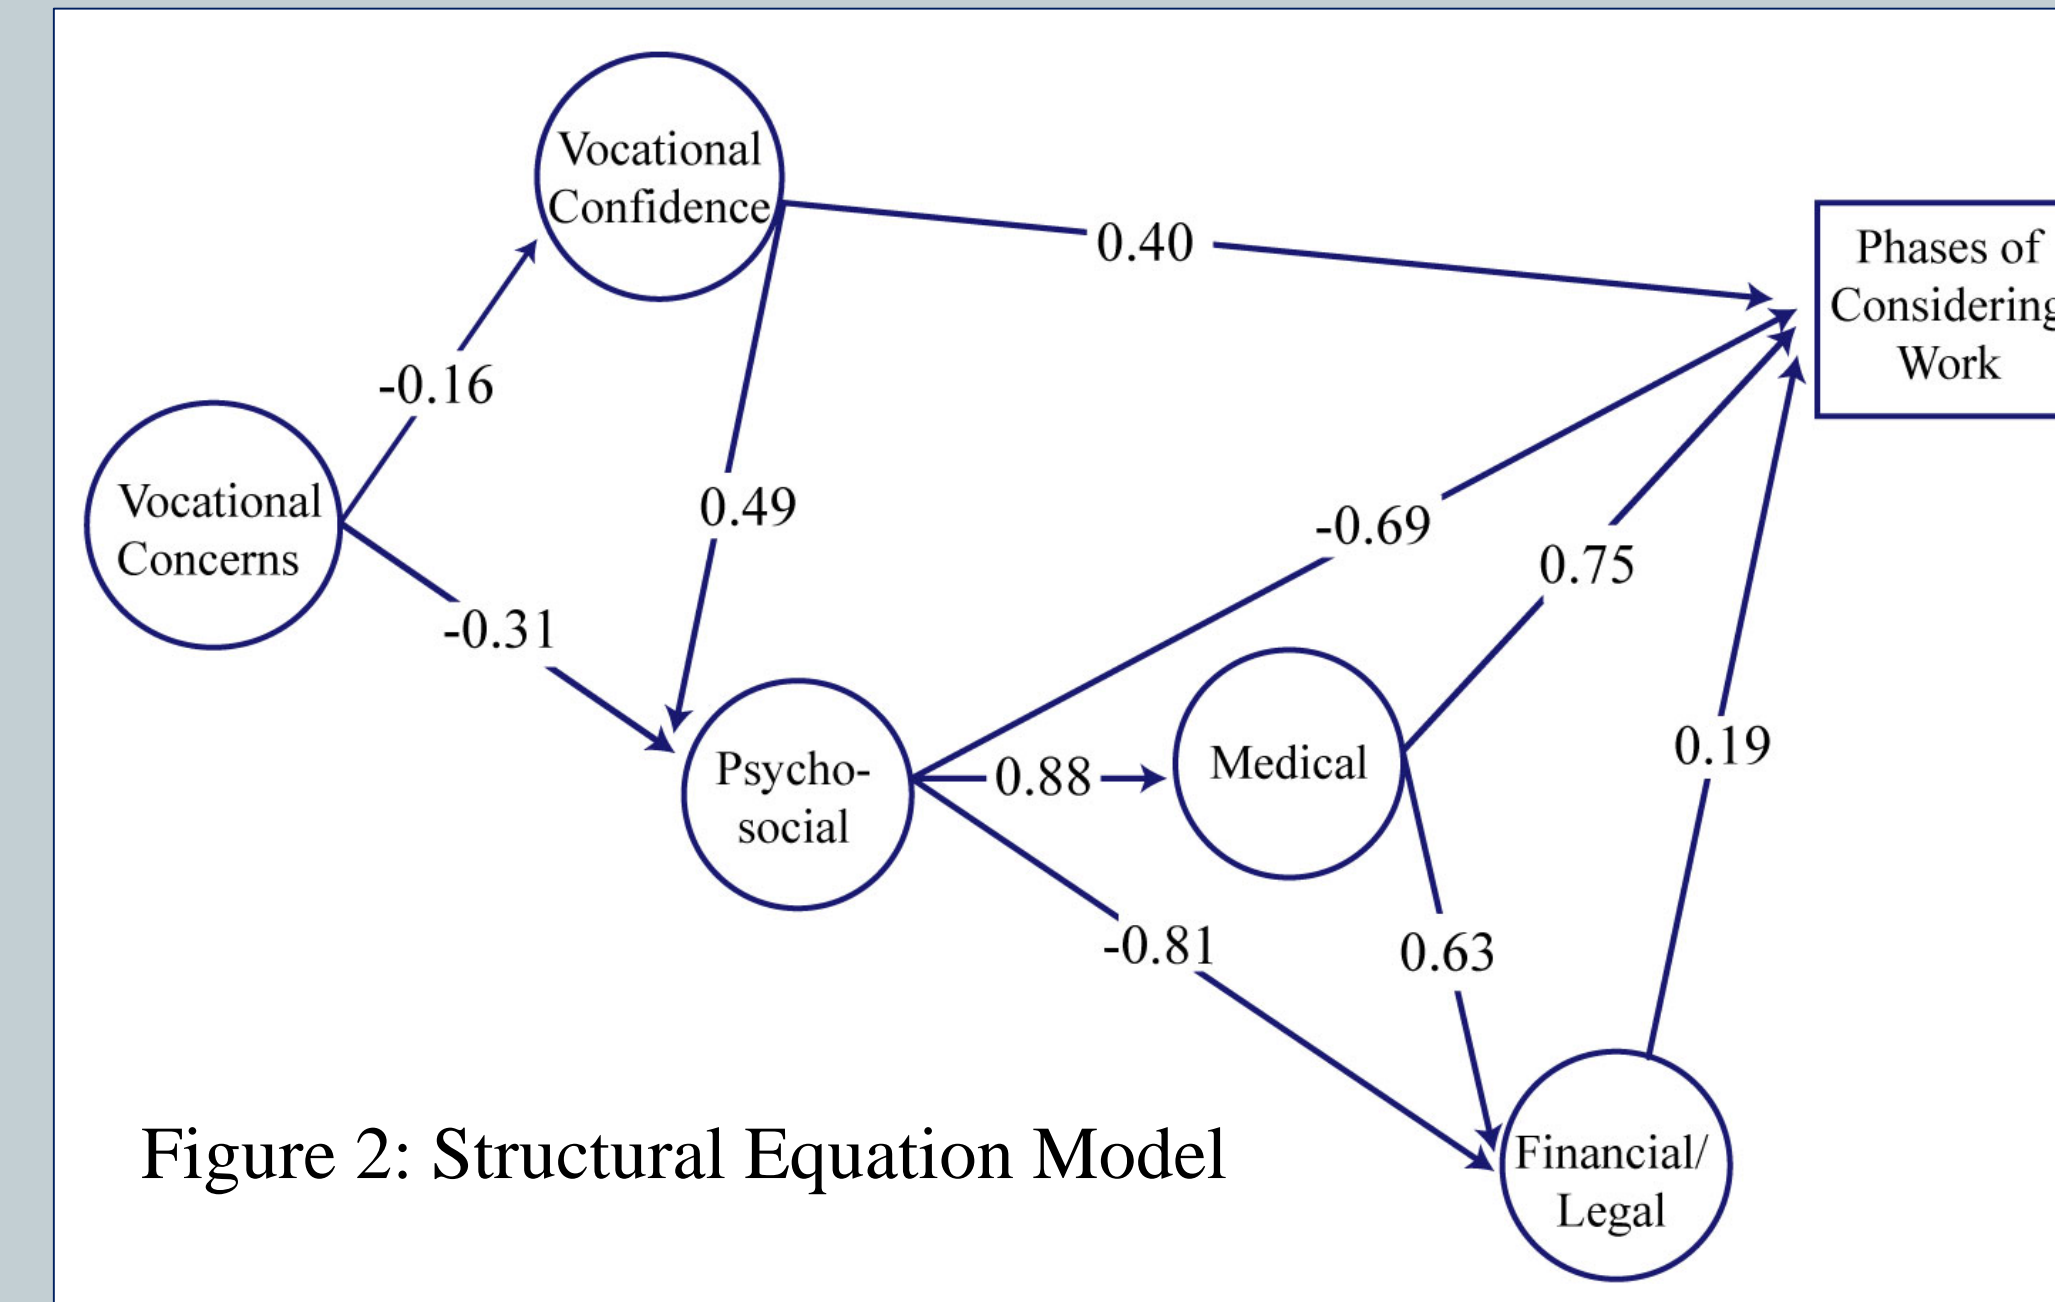 Vocational
Confidence
0.40
Phases of
Considering
Work
-0.16
Vocational
Concerns
0.49
-0.31
-0.69
0.75
Psycho-
social
0.88
Medical
0.19
-0.81
0.63
Financial/
Legal
Figure 2: Structural Equation Model